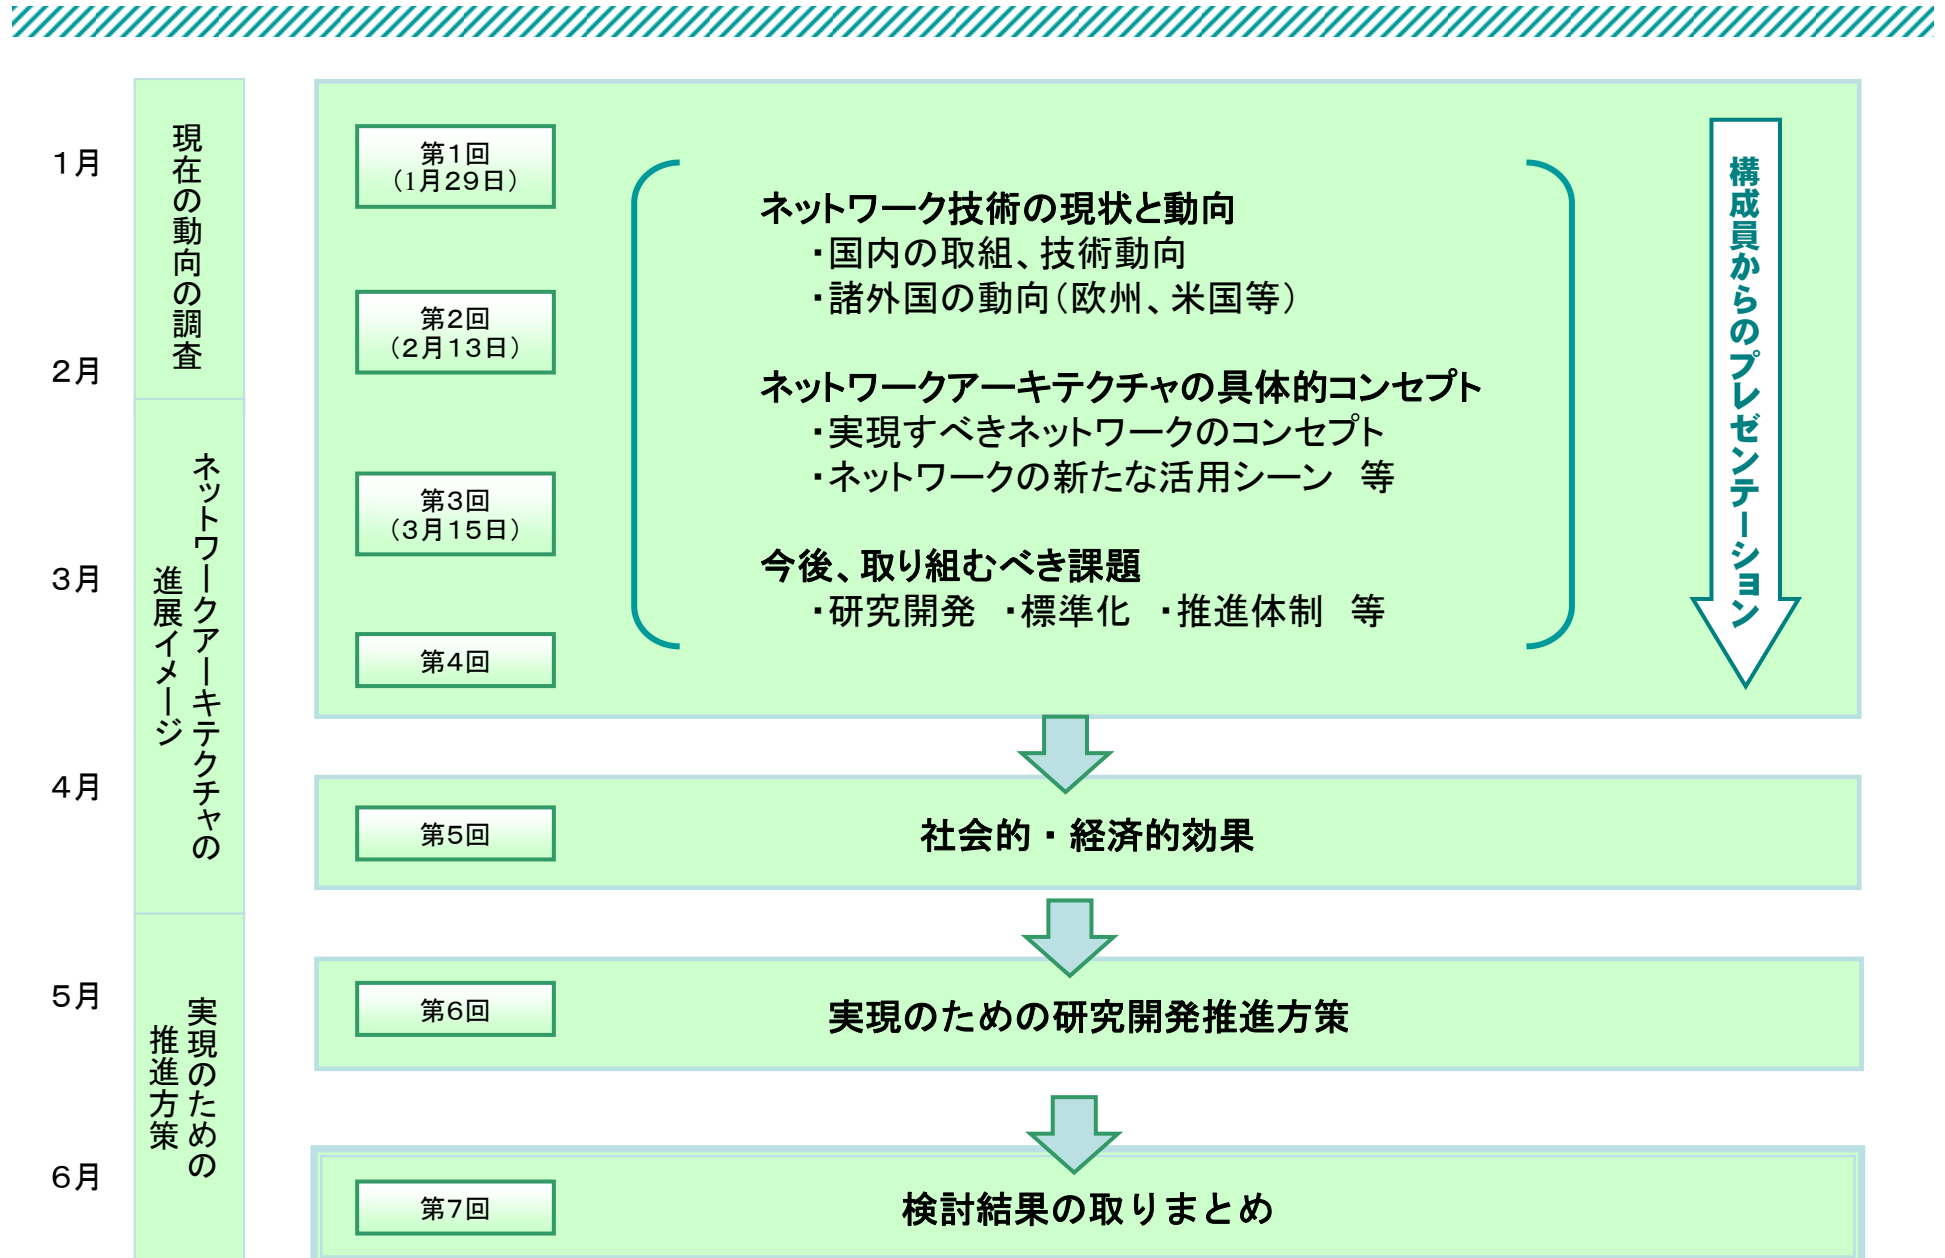 1月
2月
3月
4月
5月
6月
現在の動向の調査
ネットワークアーキテクチャの
進展イメージ
実現のための
推進方策
第1回
（1月29日）
第2回
（2月13日）
第3回
（3月15日）
第4回
ネットワーク技術の現状と動向
・国内の取組、技術動向
・諸外国の動向（欧州、米国等）
ネットワークアーキテクチャの具体的コンセプト
・実現すべきネットワークのコンセプト
・ネットワークの新たな活用シーン　等
今後、取り組むべき課題
・研究開発　・標準化　・推進体制　等
構成員からのプレゼンテーション
第5回
社会的・経済的効果
第6回
実現のための研究開発推進方策
第7回
検討結果の取りまとめ